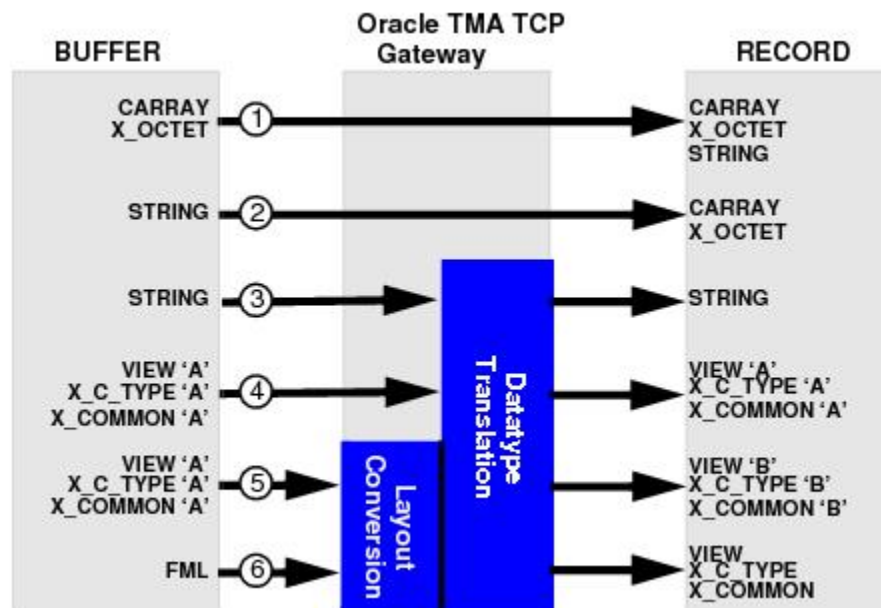 Oracle TMA TCP
Gateway
BUFFER
RECORD
CARRAY
X_OCTET
1
CARRAY
X_OCTET
STRING
STRING
2
CARRAY
X_OCTET
STRING
3
STRING
VIEW ‘A’
X_C_TYPE ‘A’
X_COMMON ‘A’
4
VIEW ‘A’
X_C_TYPE ‘A’
X_COMMON ‘A’
VIEW ‘A’
X_C_TYPE ‘A’
X_COMMON ‘A’
5
VIEW ‘B’
X_C_TYPE ‘B’
X_COMMON ‘B’
FML
6
VIEW
X_C_TYPE
X_COMMON
Layout
Conversion
Datatype
Translation